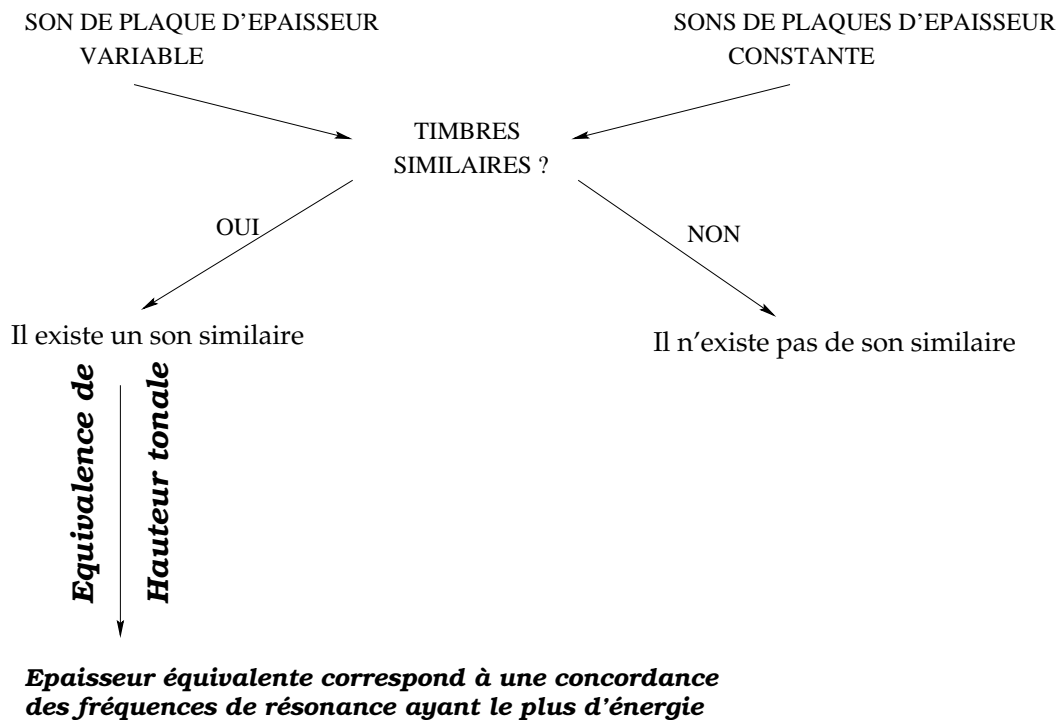 SON DE PLAQUE D'EPAISSEUR
VARIABLE
SONS DE PLAQUES D'EPAISSEUR
CONSTANTE
TIMBRES
SIMILAIRES ?
OUI
NON
Il existe un son similaire
Il n'existe pas de son similaire
Equivalence de
Hauteur tonale
Epaisseur équivalente correspond à une concordance
des fréquences de résonance ayant le plus d'énergie